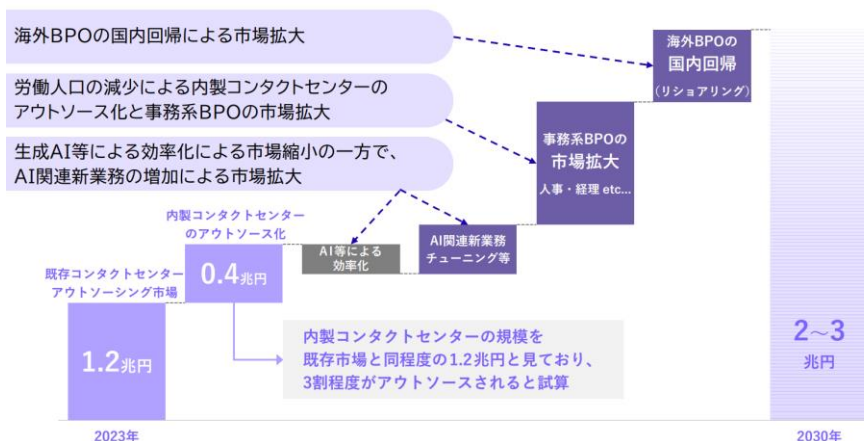 海外BPOの国内回帰による市場拡大
労働人口の減少による内製コンタクトセンターの
アウトソース化と事務系BPOの市場拡大
生成AI等による効率化による市場縮小の一方で、
AI関連新業務の増加による市場拡大
海外BPOの
国内回帰
(リショアリング)
事務系BPOの
市場拡大
人事・経理 etc...
内製コンタクトセンター
のアウトソース化
0.4兆円
AI等による
効率化
AI関連新業務
チューニング等
既存コンタクトセンター
アウトソーシング市場
1.2兆円
内製コンタクトセンターの規模を
既存市場と同程度の1.2兆円と見ており、
3割程度がアウトソースされると試算
2～3
兆円
2023年
2030年